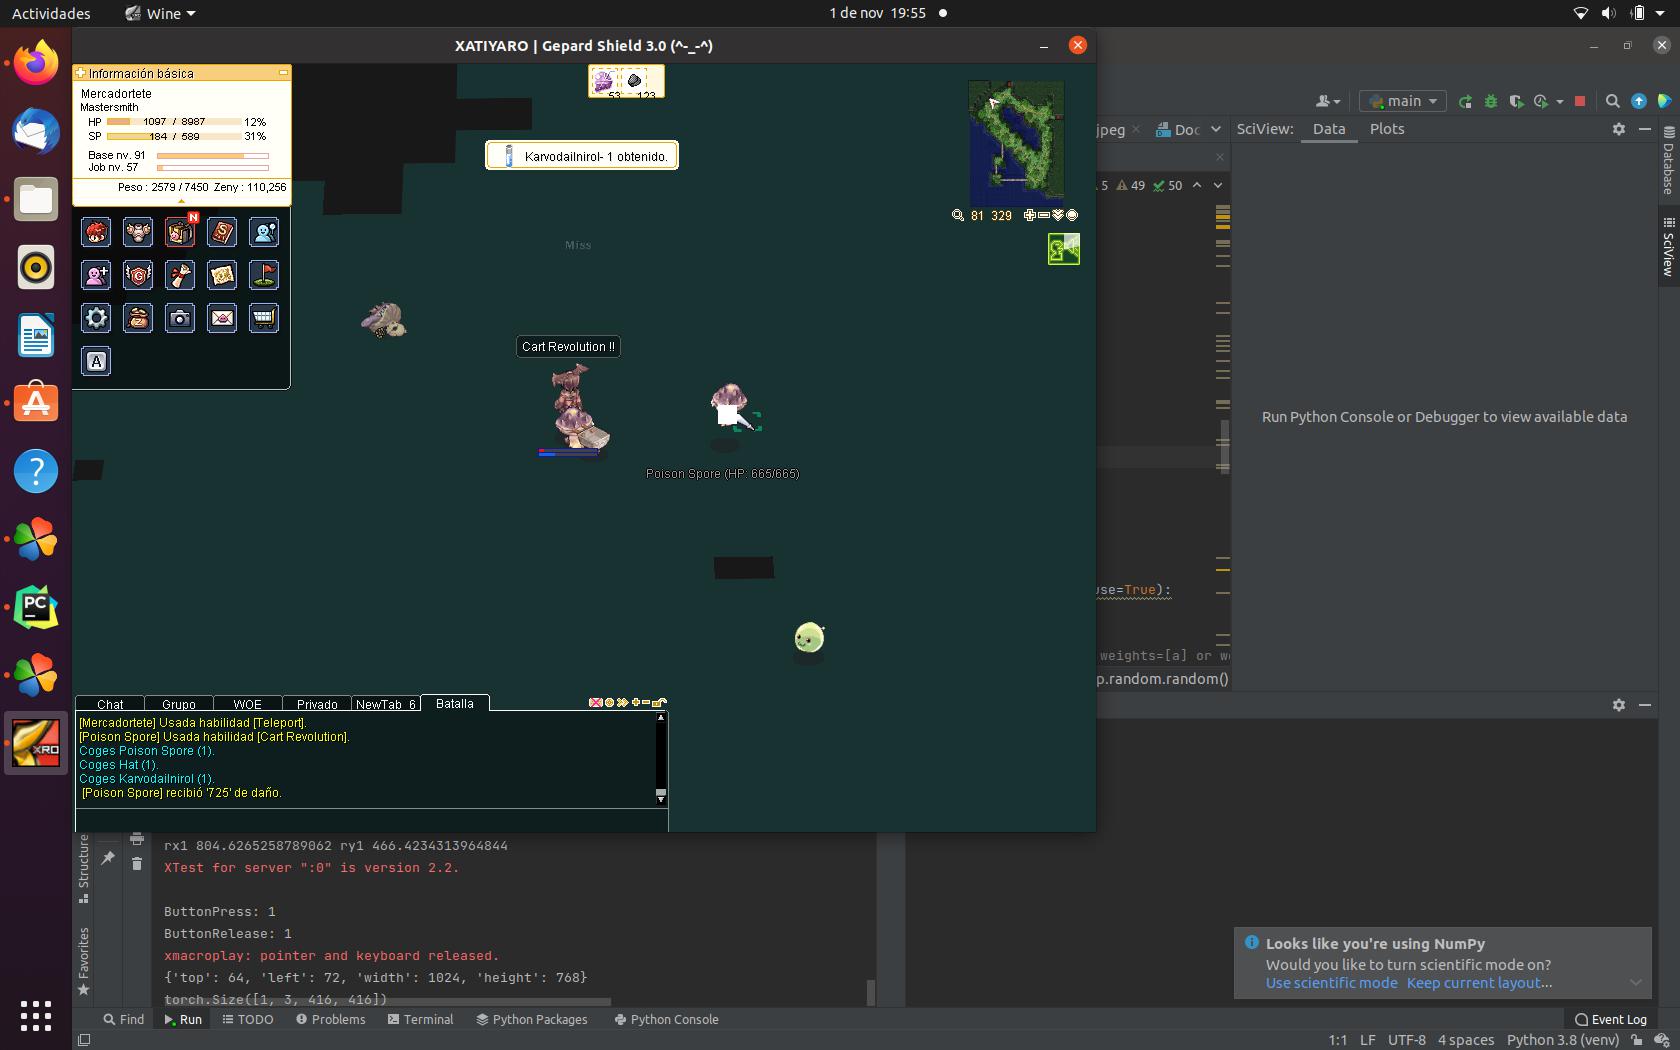 Actividades
Wine
1 de nov 19:55
XATIYARO | Gepard Shield 3.0 (^-_-^)
Información básica
Mercadortete
Mastersmith
HP 1097 / 8987 12%
SP 184 / 589 31%
Base nv. 91
Job nv. 57
Peso : 2579 / 7450 Zeny : 110,256
N
A
53 123
Karvodailnirol- 1 obtenido.
Miss
Cart Revolution !!
Poison Spore (HP: 665/665)
81 329
Chat Grupo WOE Privado NewTab 6 Batalla
[Mercadortete] Usada habilidad [Teleport].
[Poison Spore] Usada habilidad [Cart Revolution].
Coges Poison Spore (1).
Coges Hat (1).
Coges Karvodailnirol (1).
[Poison Spore] recibió '725' de daño.
main
jpeg
Doc
SciView: Data Plots
5 49 50
Run Python Console or Debugger to view available data
use=True):
weights=[a] or we
p.random.random()
Database
SciView
PC
XRO
Structure
Favorites
rx1 804.6265258789062 ry1 466.4234313964844
XTest for server ":0" is version 2.2.
ButtonPress: 1
ButtonRelease: 1
xmacroplay: pointer and keyboard released.
{'top': 64, 'left': 72, 'width': 1024, 'height': 768}
torch.Size([1, 3, 416, 416])
Looks like you're using NumPy
Would you like to turn scientific mode on?
Use scientific mode Keep current layout...
Find Run TODO Problems Terminal Python Packages Python Console
Event Log
1:1 LF UTF-8 4 spaces Python 3.8 (venv)